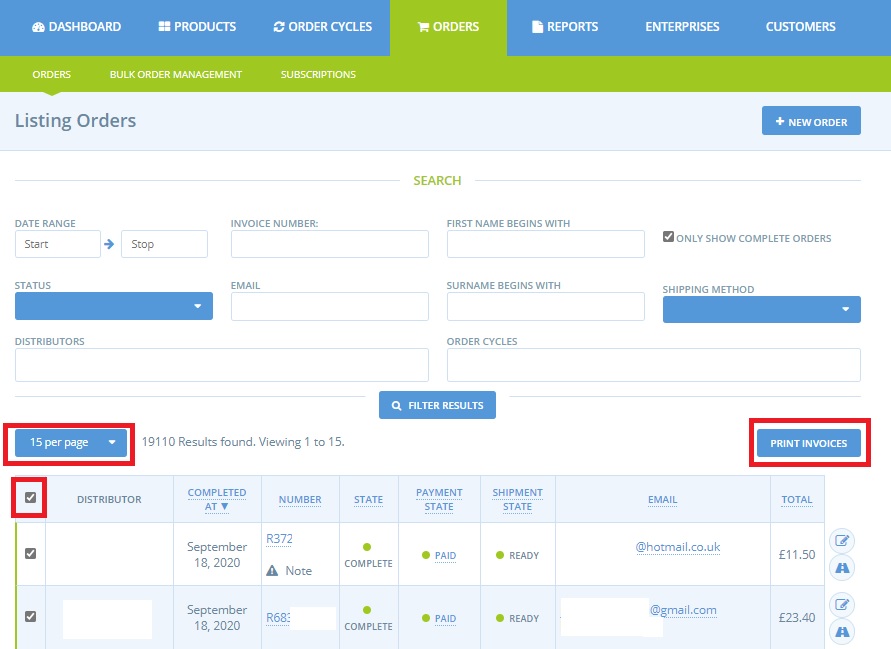 DASHBOARD PRODUCTS ORDER CYCLES ORDERS REPORTS ENTERPRISES CUSTOMERS
ORDERS BULK ORDER MANAGEMENT SUBSCRIPTIONS
Listing Orders + NEW ORDER
SEARCH
DATE RANGE INVOICE NUMBER: FIRST NAME BEGINS WITH
Start Stop ONLY SHOW COMPLETE ORDERS
STATUS EMAIL SURNAME BEGINS WITH SHIPPING METHOD
DISTRIBUTORS ORDER CYCLES
FILTER RESULTS
15 per page 19110 Results found. Viewing 1 to 15. PRINT INVOICES
DISTRIBUTOR COMPLETED AT ▼ NUMBER STATE PAYMENT STATE SHIPMENT STATE EMAIL TOTAL
September 18, 2020 R372 Note COMPLETE PAID READY @hotmail.co.uk £11.50
September 18, 2020 R683 COMPLETE PAID READY @gmail.com £23.40